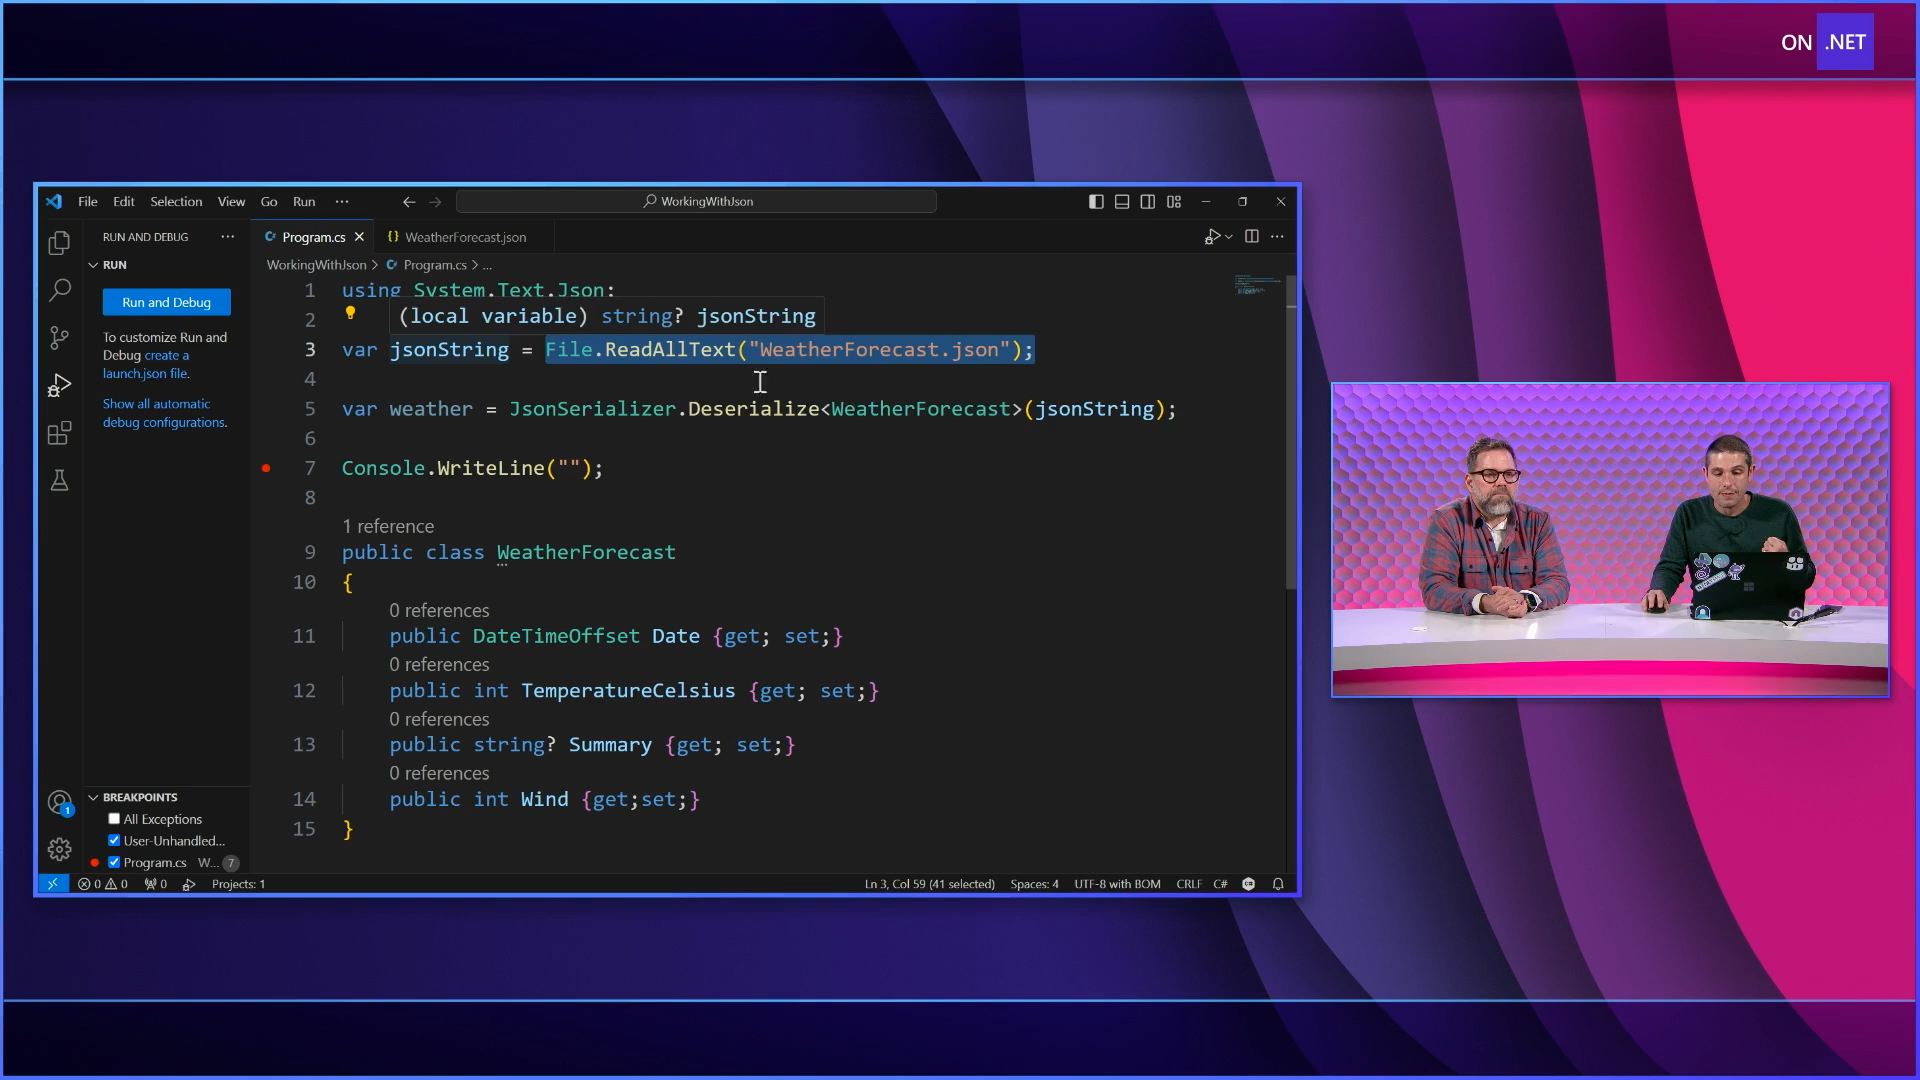 ON .NET
File Edit Selection View Go Run ··· WorkingWithJson
RUN AND DEBUG ···
RUN
Run and Debug
To customize Run and
Debug create a
launch.json file.
Show all automatic
debug configurations.
BREAKPOINTS
All Exceptions
User-Unhandled...
Program.cs W... 7
1
Program.cs WeatherForecast.json
WorkingWithJson > Program.cs > ...
1 using System.Text.Json;
2
(local variable) string? jsonString
3 var jsonString = File.ReadAllText("WeatherForecast.json");
4
5 var weather = JsonSerializer.Deserialize<WeatherForecast>(jsonString);
6
7 Console.WriteLine("");
8
1 reference
9 public class WeatherForecast
10 {
0 references
11 public DateTimeOffset Date {get; set;}
0 references
12 public int TemperatureCelsius {get; set;}
0 references
13 public string? Summary {get; set;}
0 references
14 public int Wind {get;set;}
15 }
0 0 0 Projects: 1 Ln 3, Col 59 (41 selected) Spaces: 4 UTF-8 with BOM CRLF C#